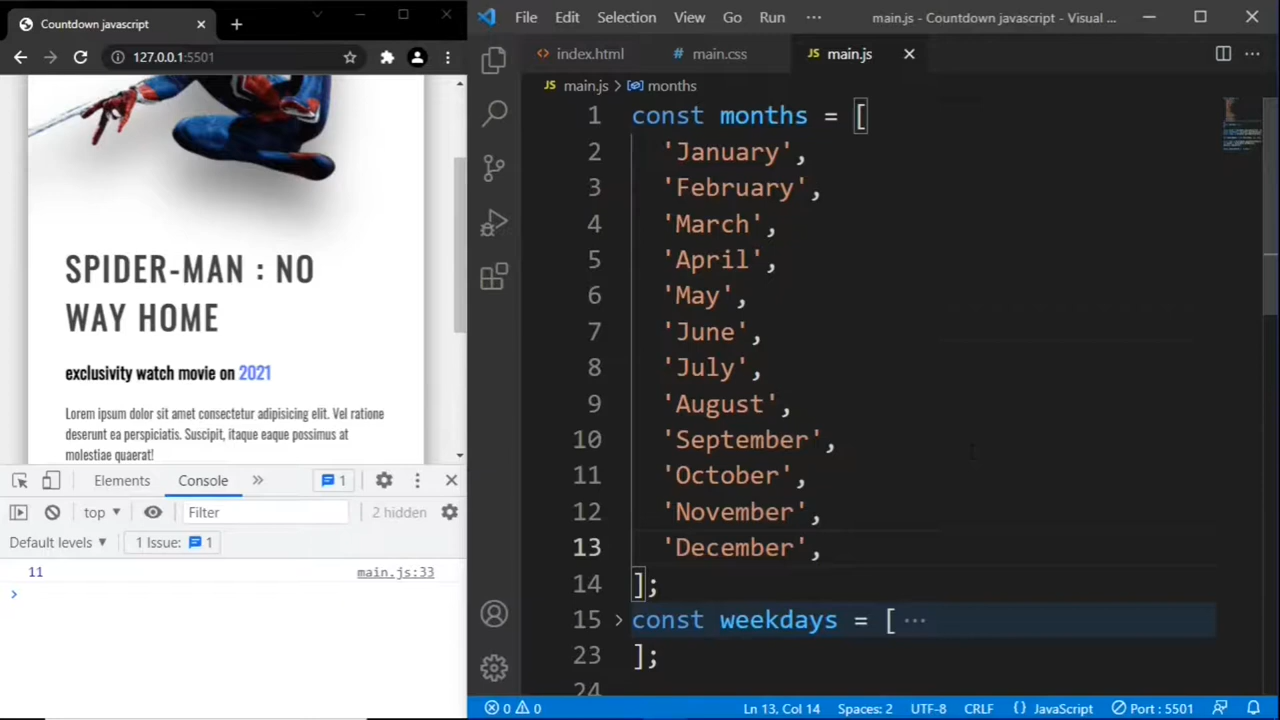 Countdown javascript
127.0.0.1:5501
SPIDER-MAN : NO
WAY HOME
exclusivity watch movie on 2021
Lorem ipsum dolor sit amet consectetur adipisicing elit. Vel ratione
deserunt ea perspiciatis. Suscipit, itaque eaque possimus at
molestiae quaerat!
Elements Console » 1
top Filter 2 hidden
Default levels 1 Issue: 1
11 main.js:33
File Edit Selection View Go Run ··· main.js - Countdown javascript - Visual ...
index.html main.css JS main.js
JS main.js > months
1 const months = [
2 'January',
3 'February',
4 'March',
5 'April',
6 'May',
7 'June',
8 'July',
9 'August',
10 'September',
11 'October',
12 'November',
13 'December',
14 ];
15 const weekdays = [ ···
23 ];
24
0 0 Ln 13, Col 14 Spaces: 2 UTF-8 CRLF {} JavaScript Port : 5501